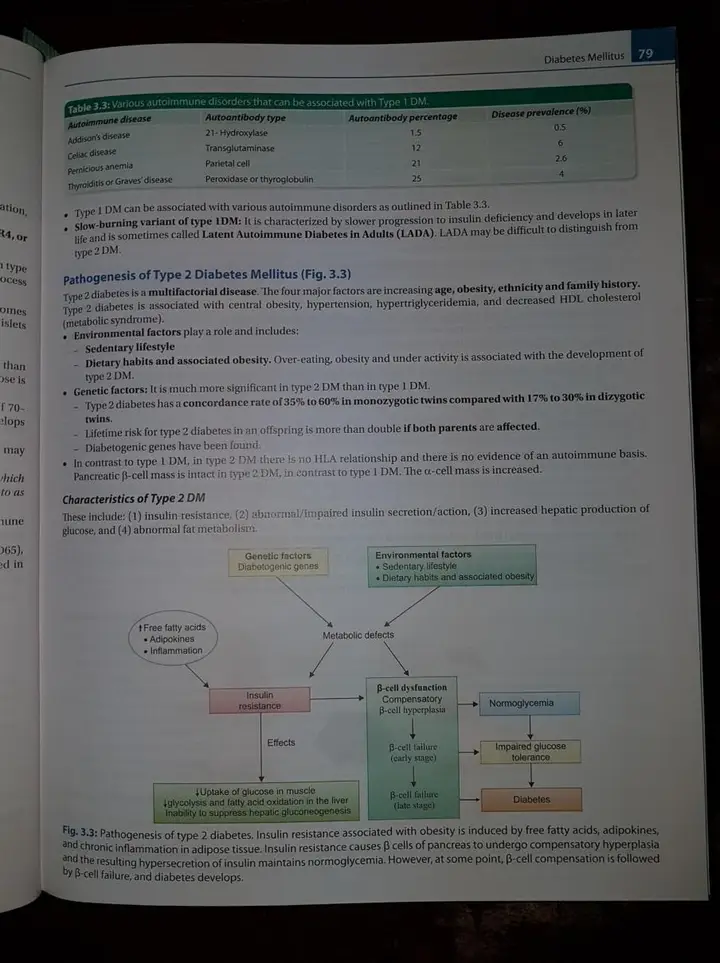 Diabetes Mellitus 79
Table 3.3: Various autoimmune disorders that can be associated with Type 1 DM.
Autoimmune disease Autoantibody type Autoantibody percentage Disease prevalence (%)
Addison's disease 21- Hydroxylase 1.5 0.5
Celiac disease Transglutaminase 12 6
Pernicious anemia Parietal cell 21 2.6
Thyroiditis or Graves' disease Peroxidase or thyroglobulin 25 4
• Type 1 DM can be associated with various autoimmune disorders as outlined in Table 3.3.
• Slow-burning variant of type 1DM: It is characterized by slower progression to insulin deficiency and develops in later
life and is sometimes called Latent Autoimmune Diabetes in Adults (LADA). LADA may be difficult to distinguish from
type 2 DM.
Pathogenesis of Type 2 Diabetes Mellitus (Fig. 3.3)
Type 2 diabetes is a multifactorial disease. The four major factors are increasing age, obesity, ethnicity and family history.
Type 2 diabetes is associated with central obesity, hypertension, hypertriglyceridemia, and decreased HDL cholesterol
(metabolic syndrome).
• Environmental factors play a role and includes:
– Sedentary lifestyle
– Dietary habits and associated obesity. Over-eating, obesity and under activity is associated with the development of
type 2 DM.
• Genetic factors: It is much more significant in type 2 DM than in type 1 DM.
– Type 2 diabetes has a concordance rate of 35% to 60% in monozygotic twins compared with 17% to 30% in dizygotic
twins.
– Lifetime risk for type 2 diabetes in an offspring is more than double if both parents are affected.
– Diabetogenic genes have been found.
• In contrast to type 1 DM, in type 2 DM there is no HLA relationship and there is no evidence of an autoimmune basis.
Pancreatic β-cell mass is intact in type 2 DM, in contrast to type 1 DM. The α-cell mass is increased.
Characteristics of Type 2 DM
These include: (1) insulin resistance, (2) abnormal/impaired insulin secretion/action, (3) increased hepatic production of
glucose, and (4) abnormal fat metabolism.
Genetic factors
Diabetogenic genes
Environmental factors
• Sedentary lifestyle
• Dietary habits and associated obesity
↑Free fatty acids
• Adipokines
• Inflammation
Metabolic defects
Insulin
resistance
β-cell dysfunction
Compensatory
β-cell hyperplasia
Normoglycemia
Effects
β-cell failure
(early stage)
Impaired glucose
tolerance
↓Uptake of glucose in muscle
↓glycolysis and fatty acid oxidation in the liver
Inability to suppress hepatic gluconeogenesis
β-cell failure
(late stage)
Diabetes
Fig. 3.3: Pathogenesis of type 2 diabetes. Insulin resistance associated with obesity is induced by free fatty acids, adipokines,
and chronic inflammation in adipose tissue. Insulin resistance causes β cells of pancreas to undergo compensatory hyperplasia
and the resulting hypersecretion of insulin maintains normoglycemia. However, at some point, β-cell compensation is followed
by β-cell failure, and diabetes develops.